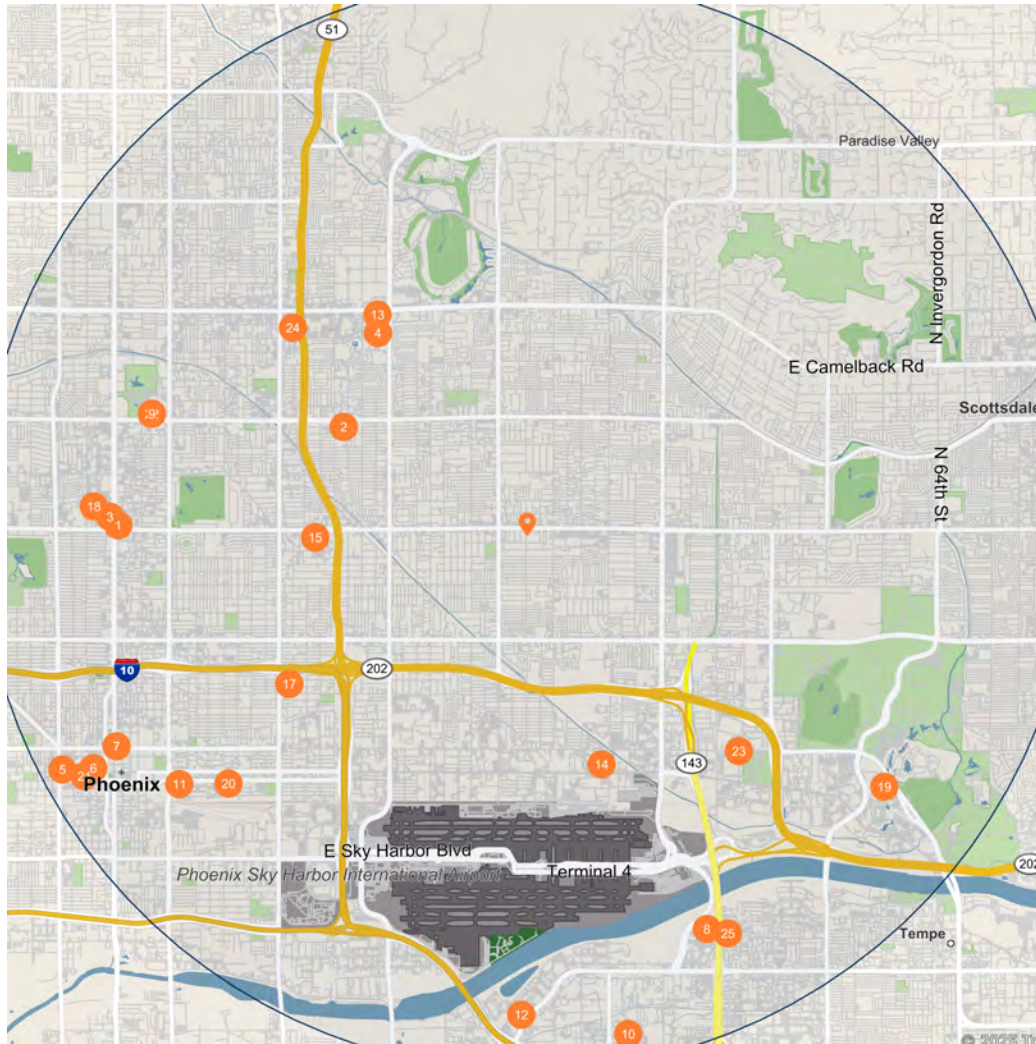 51
Paradise Valley
N Invergordon Rd
13
24
4
E Camelback Rd
Scottsdale
2
N 64th St
18
3
1
15
10
202
17
7
23
14
143
5
6
Phoenix
11
20
19
E Sky Harbor Blvd
Terminal 4
Phoenix Sky Harbor International Airport
202
8
25
Tempe
12
10
© 2025 T